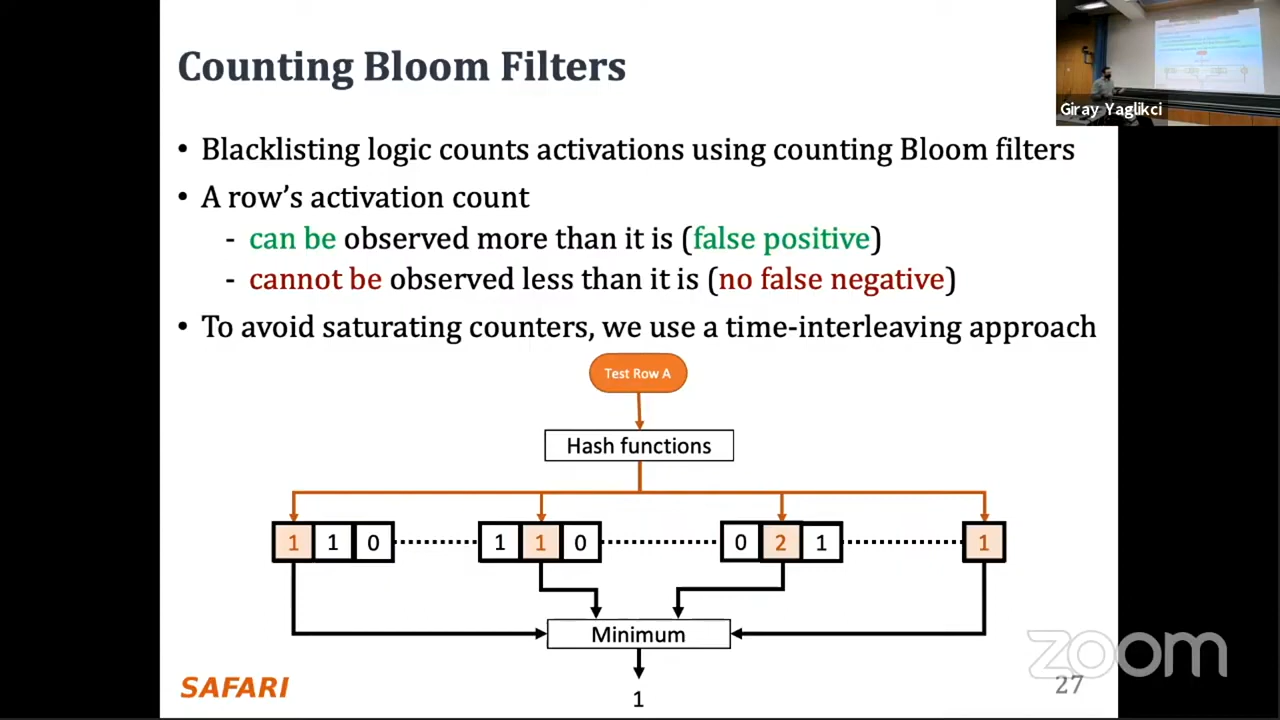 Counting Bloom Filters
Giray Yaglikci
• Blacklisting logic counts activations using counting Bloom filters
• A row’s activation count
- can be observed more than it is (false positive)
- cannot be observed less than it is (no false negative)
• To avoid saturating counters, we use a time-interleaving approach
Test Row A
Hash functions
1 1 0 1 1 0 0 2 1 1
Minimum
1
SAFARI
zoom
27